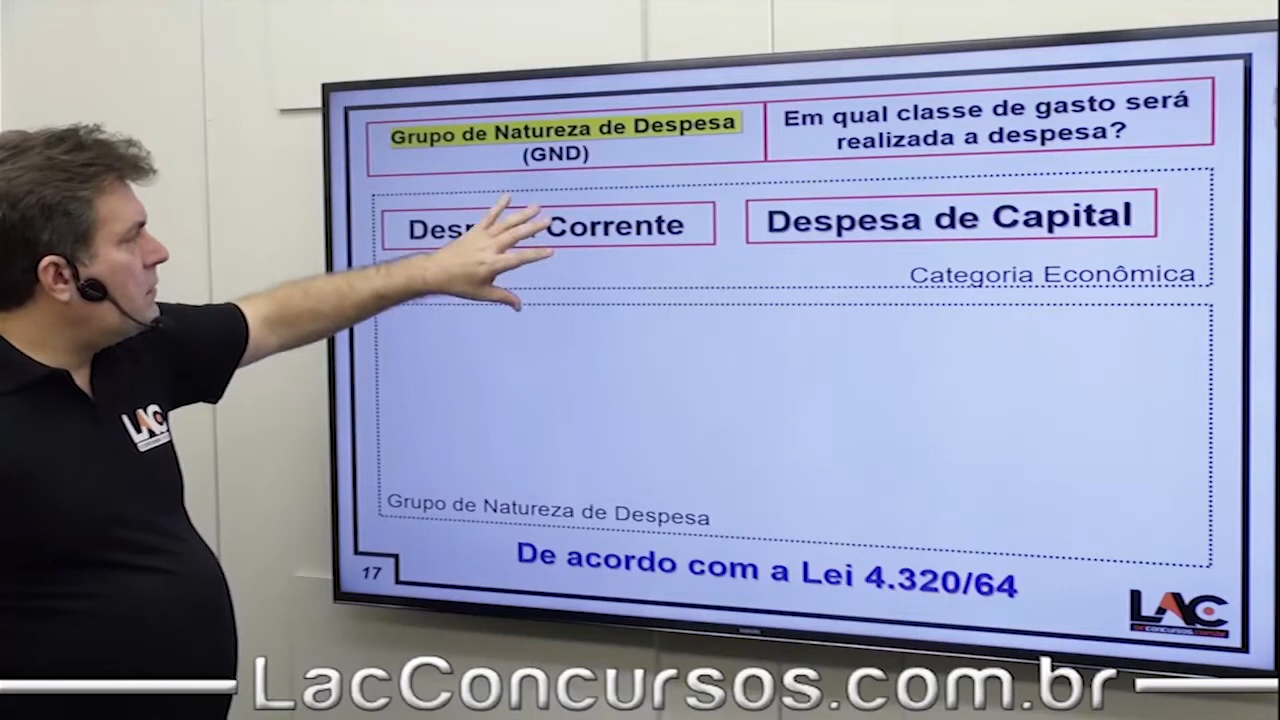 Grupo de Natureza de Despesa
(GND)
Em qual classe de gasto será
realizada a despesa?
Corrente
Despesa de Capital
Categoria Econômica
Grupo de Natureza de Despesa
De acordo com a Lei 4.320/64
17
LAC
LAC
LacConcursos.com.br